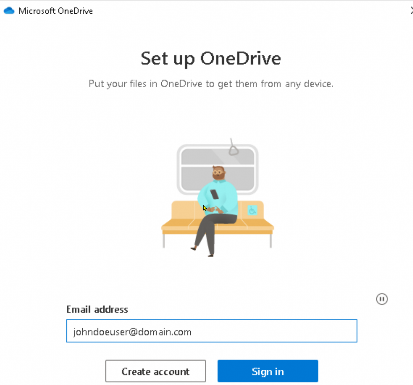 Microsoft OneDrive
Set up OneDrive
Put your files in OneDrive to get them from any device.
Email address
johndoeuser@domain.com
Create account
Sign in